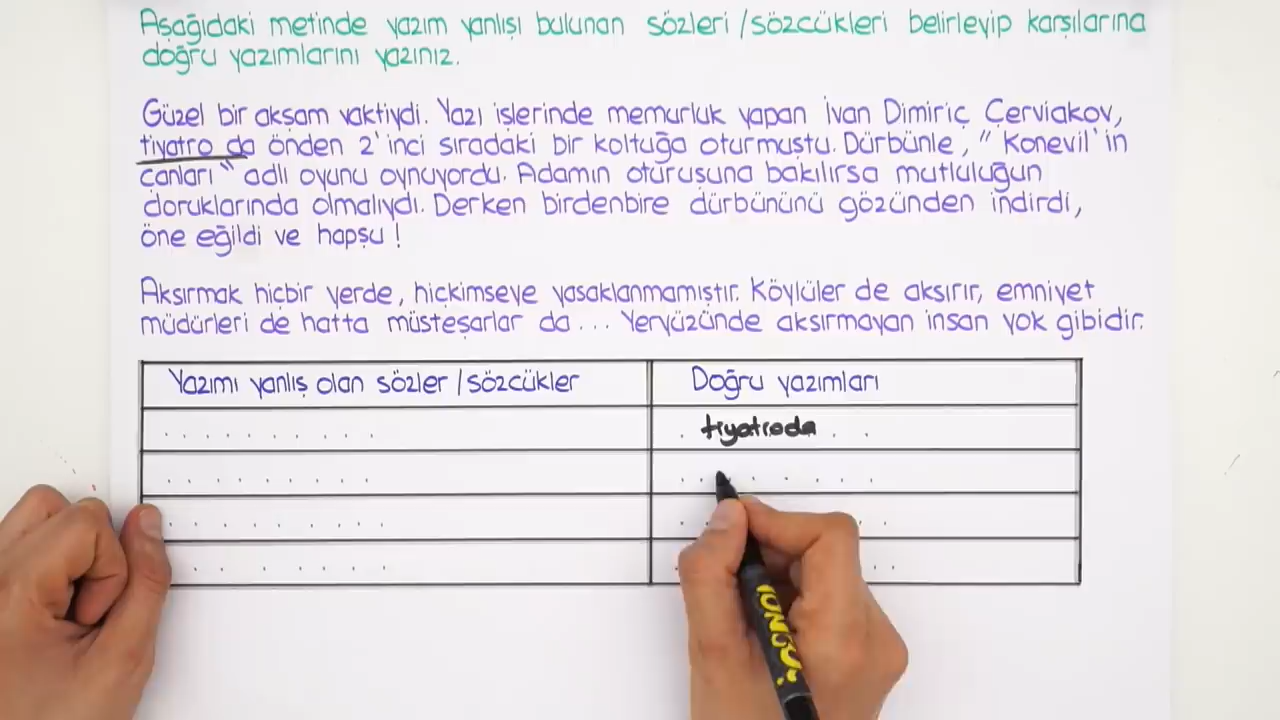 Aşağıdaki metinde yazım yanlışı bulunan sözleri /sözcükleri belirleyip karşılarına
doğru yazımlarını yazınız.
Güzel bir akşam vaktiydi. Yazı işlerinde memurluk yapan İvan Dimiriç Çerviakov,
tiyatro da önden 2'inci sıradaki bir koltuğa oturmuştu. Dürbünle, "Konevil'in
çanları" adlı oyunu oynuyordu. Adamın oturuşuna bakılırsa mutluluğun
doruklarında olmalıydı. Derken birdenbire dürbününü gözünden indirdi,
öne eğildi ve hapşu!
Aksırmak hiçbir yerde, hiçkimseye yasaklanmamıştır. Köylüler de aksırır, emniyet
müdürleri de hatta müsteşarlar da... Yeryüzünde aksırmayan insan yok gibidir.
Yazımı yanlış olan sözler /sözcükler Doğru yazımları
.......... . tiyatroda . .